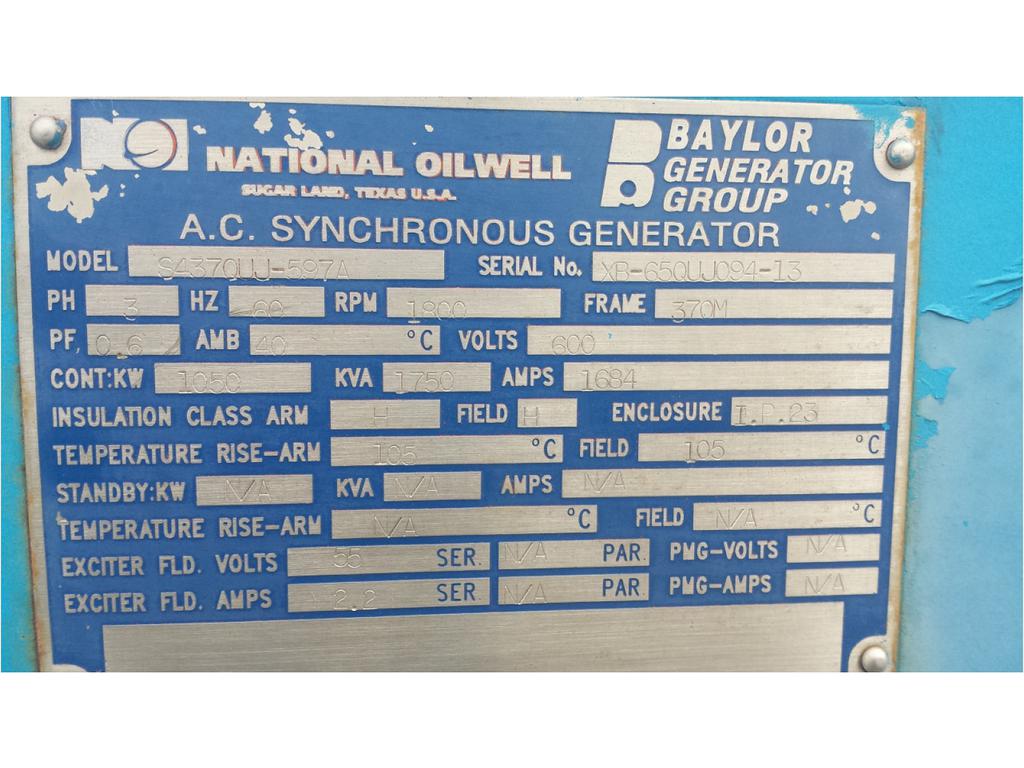 NATIONAL OILWELL
SUGAR LAND, TEXAS U.S.A.
BAYLOR
GENERATOR
GROUP
A.C. SYNCHRONOUS GENERATOR
MODEL S437QUJ-597A SERIAL No. XB-65QUJ094-13
PH 3 HZ 60 RPM 1800 FRAME 370M
PF. 0.6 AMB 40 °C VOLTS 600
CONT:KW 1050 KVA 1750 AMPS 1684
INSULATION CLASS ARM H FIELD H ENCLOSURE I.P.23
TEMPERATURE RISE-ARM 105 °C FIELD 105 °C
STANDBY:KW N/A KVA N/A AMPS N/A
TEMPERATURE RISE-ARM N/A °C FIELD N/A °C
EXCITER FLD. VOLTS 55 SER. N/A PAR. PMG-VOLTS N/A
EXCITER FLD. AMPS 2.2 SER. N/A PAR. PMG-AMPS N/A